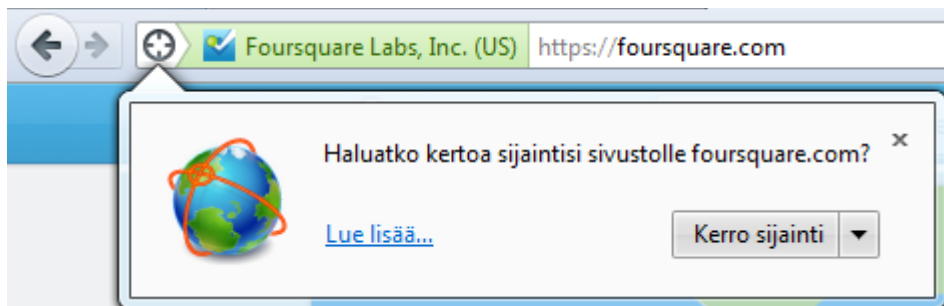 Foursquare Labs, Inc. (US) https://foursquare.com
Haluatko kertoa sijaintisi sivustolle foursquare.com?
Lue lisää... Kerro sijainti